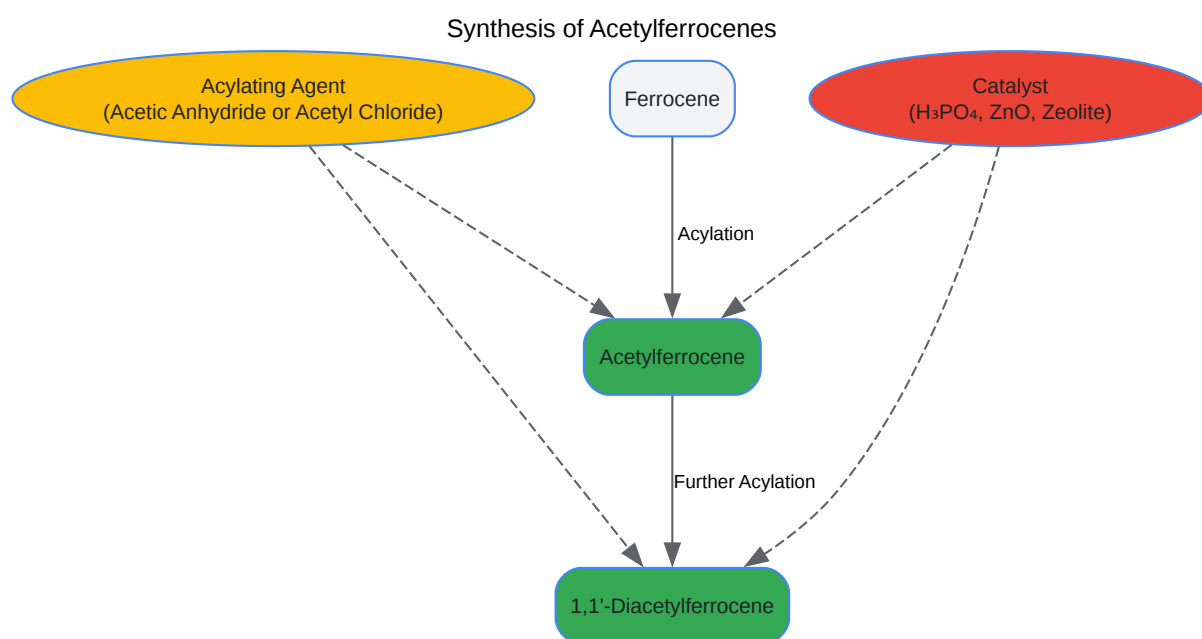 Synthesis of Acetylferrocenes
Acylating Agent
(Acetic Anhydride or Acetyl Chloride)
Ferrocene
Catalyst
(H₃PO₄, ZnO, Zeolite)
Acylation
Acetylferrocene
Further Acylation
1,1'-Diacetylferrocene